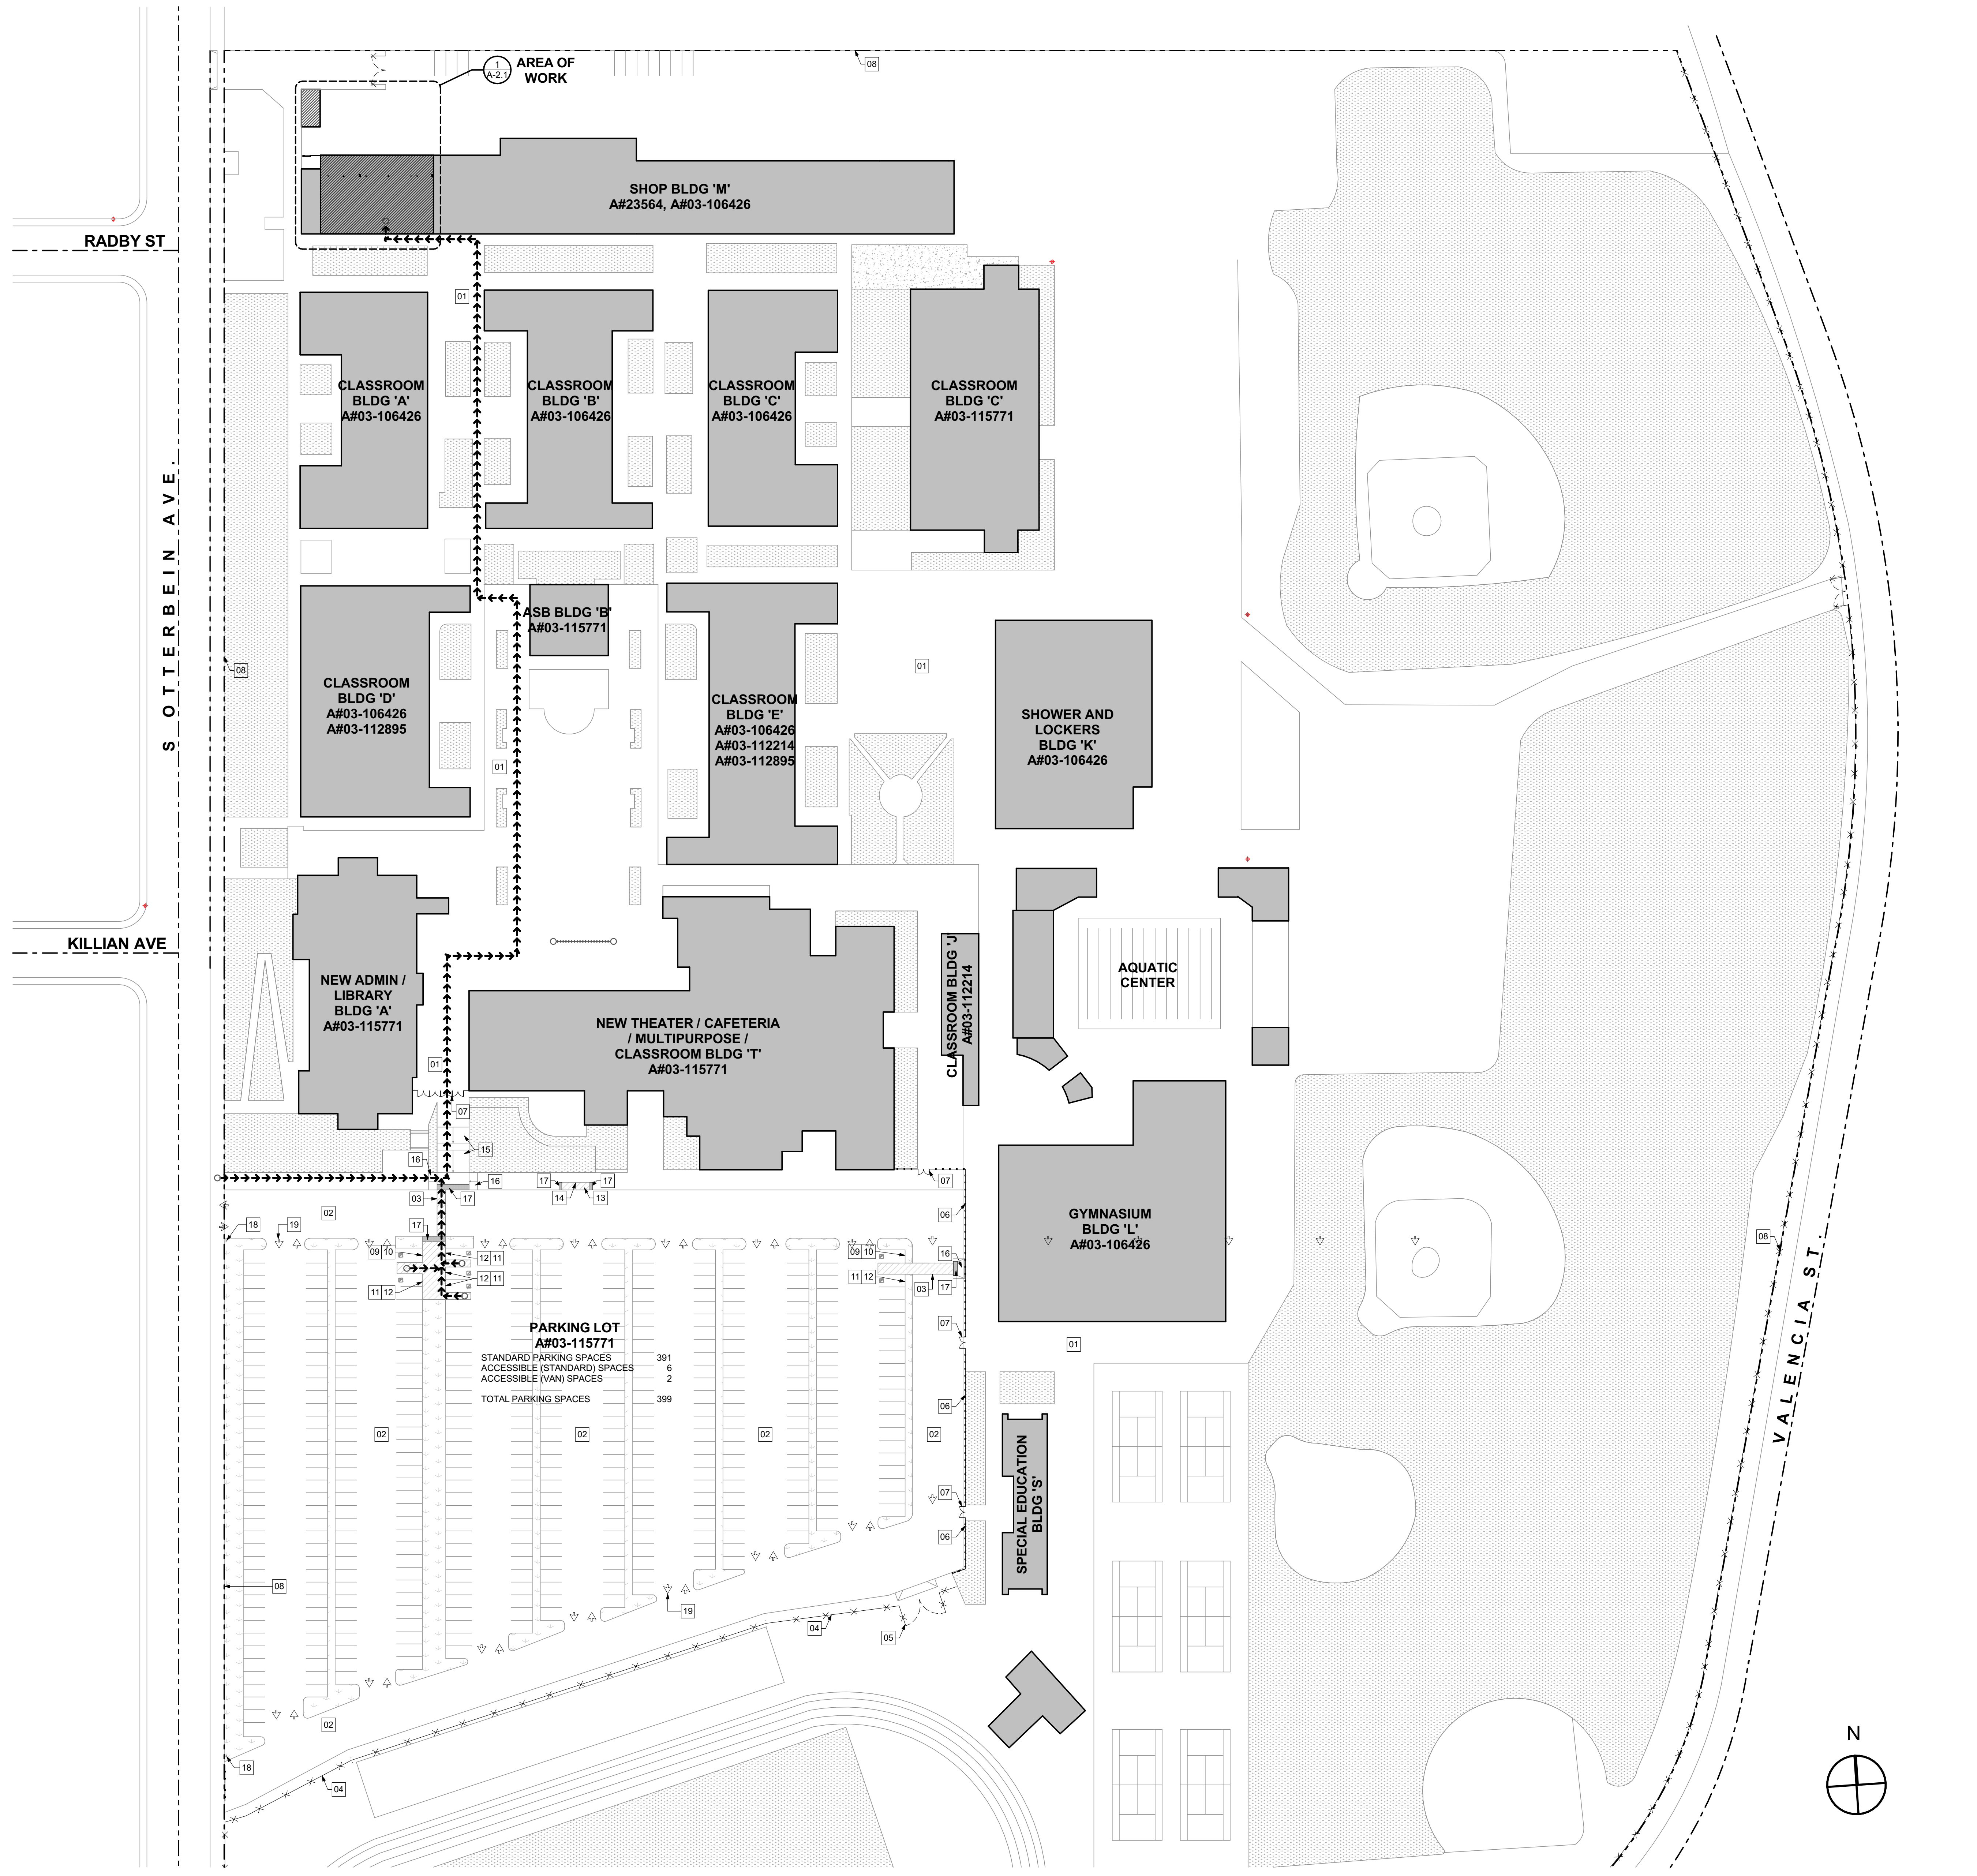 1
A-2.1
AREA OF
WORK
08
SHOP BLDG 'M'
A#23564, A#03-106426
RADBY ST
01
CLASSROOM
BLDG 'A'
A#03-106426
CLASSROOM
BLDG 'B'
A#03-106426
CLASSROOM
BLDG 'C'
A#03-106426
CLASSROOM
BLDG 'C'
A#03-115771
S OTTERBEIN AVE.
ASB BLDG 'B'
A#03-115771
08
01
CLASSROOM
BLDG 'D'
A#03-106426
A#03-112895
CLASSROOM
BLDG 'E'
A#03-106426
A#03-112214
A#03-112895
SHOWER AND
LOCKERS
BLDG 'K'
A#03-106426
01
KILLIAN AVE
NEW ADMIN /
LIBRARY
BLDG 'A'
A#03-115771
NEW THEATER / CAFETERIA
/ MULTIPURPOSE /
CLASSROOM BLDG 'T'
A#03-115771
CLASSROOM BLDG 'J'
A#03-112214
AQUATIC
CENTER
01
07
15
16
16
17
17
17
14
13
03
07
06
02
18
19
17
09 10
12 11
12 11
11 12
09 10
11 12
03
16
17
GYMNASIUM
BLDG 'L'
A#03-106426
08
VALENCIA ST.
07
01
PARKING LOT
A#03-115771
STANDARD PARKING SPACES 391
ACCESSIBLE (STANDARD) SPACES 6
ACCESSIBLE (VAN) SPACES 2
TOTAL PARKING SPACES 399
06
02
02
02
02
07
06
SPECIAL EDUCATION
BLDG 'S'
08
19
04
05
02
18
04
N